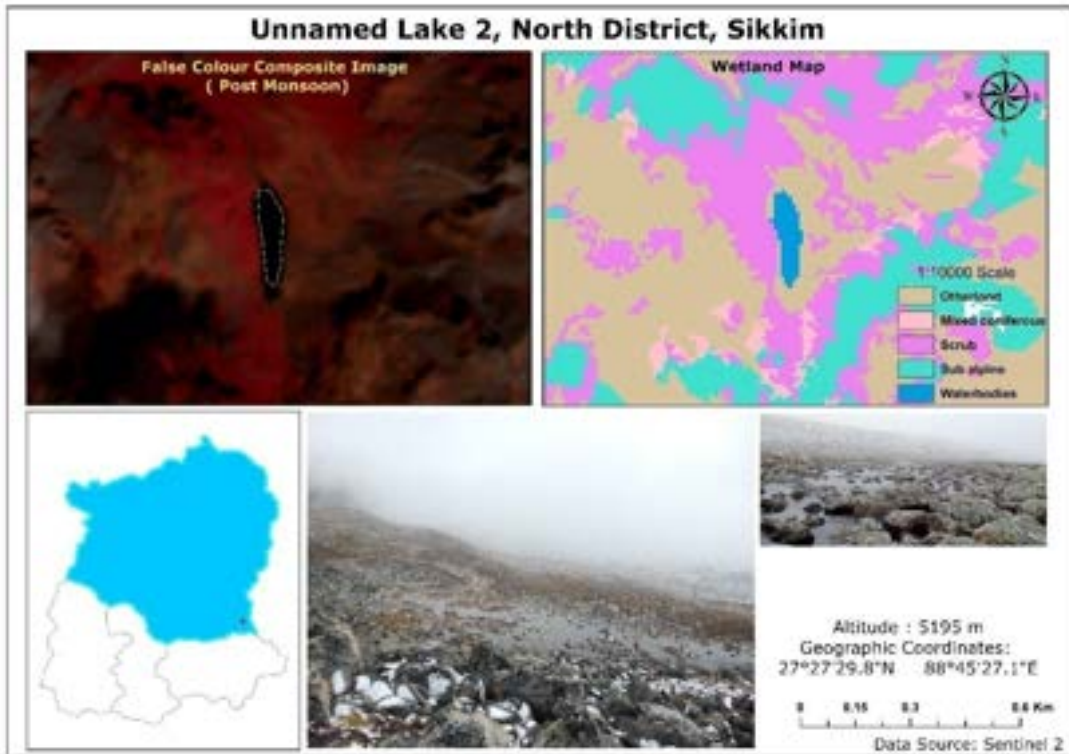 Unnamed Lake 2, North District, Sikkim
False Colour Composite Image
( Post Monsoon)
Wetland Map
N
W
E
S
1:10000 Scale
Otherland
Mixed coniferous
Scrub
Sub alpine
Waterbodies
Altitude : 5195 m
Geographic Coordinates:
27°27'29.8"N 88°45'27.1"E
0 0.15 0.3 0.6 Km
Data Source: Sentinel 2